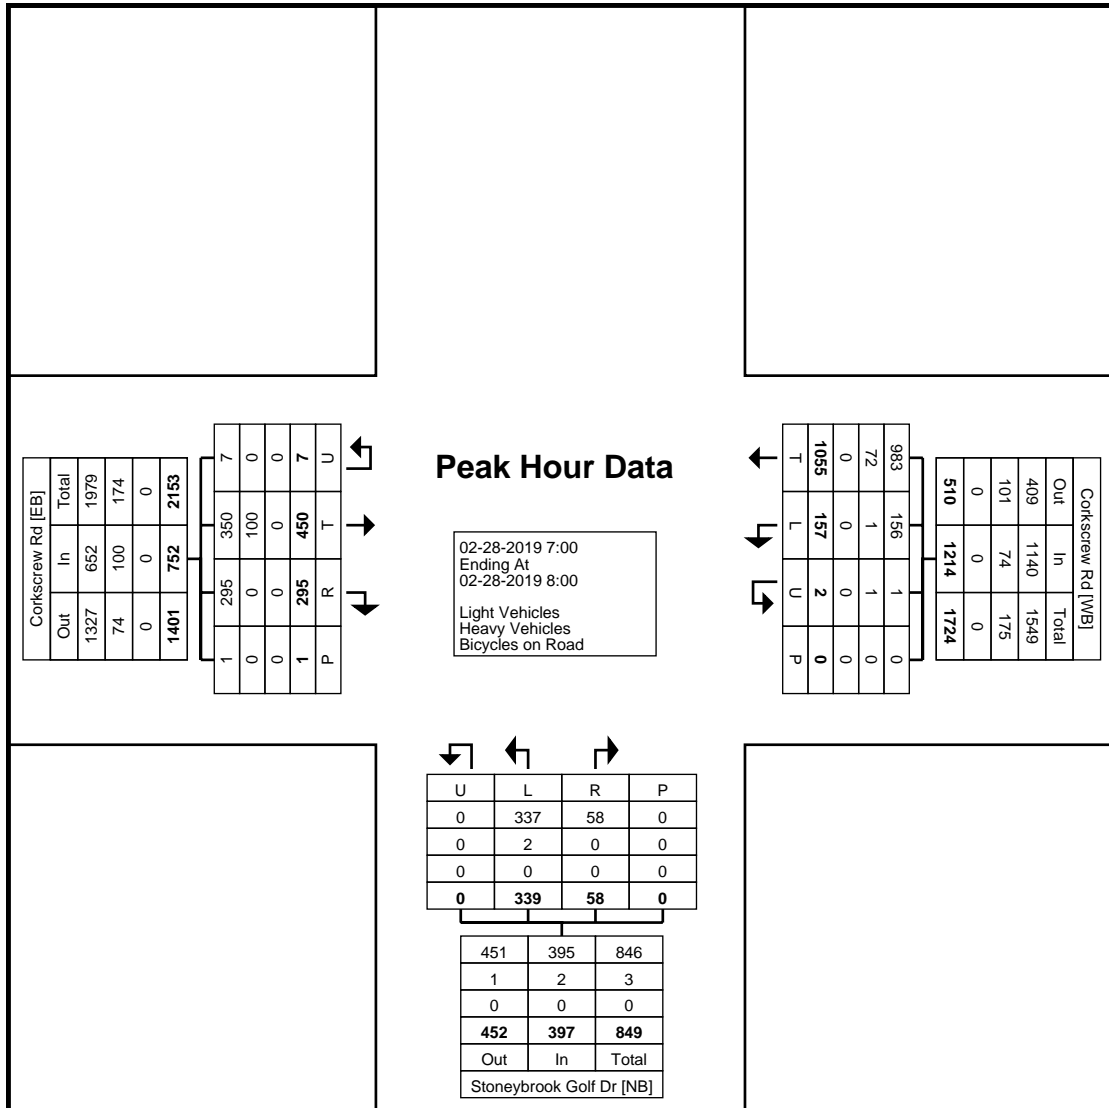 Peak Hour Data
02-28-2019 7:00
Ending At
02-28-2019 8:00
Light Vehicles
Heavy Vehicles
Bicycles on Road
Corkscrew Rd [EB]
Total In Out
1979 652 1327
174 100 74
0 0 0
2153 752 1401
7 350 295 1
0 100 0 0
0 0 0 0
7 450 295 1
U T R P
Corkscrew Rd [WB]
Out In Total
409 1140 1549
101 74 175
0 0 0
510 1214 1724
983 156 1 0
72 1 1 0
0 0 0 0
1055 157 2 0
T L U P
U L R P
0 337 58 0
0 2 0 0
0 0 0 0
0 339 58 0
451 395 846
1 2 3
0 0 0
452 397 849
Out In Total
Stoneybrook Golf Dr [NB]